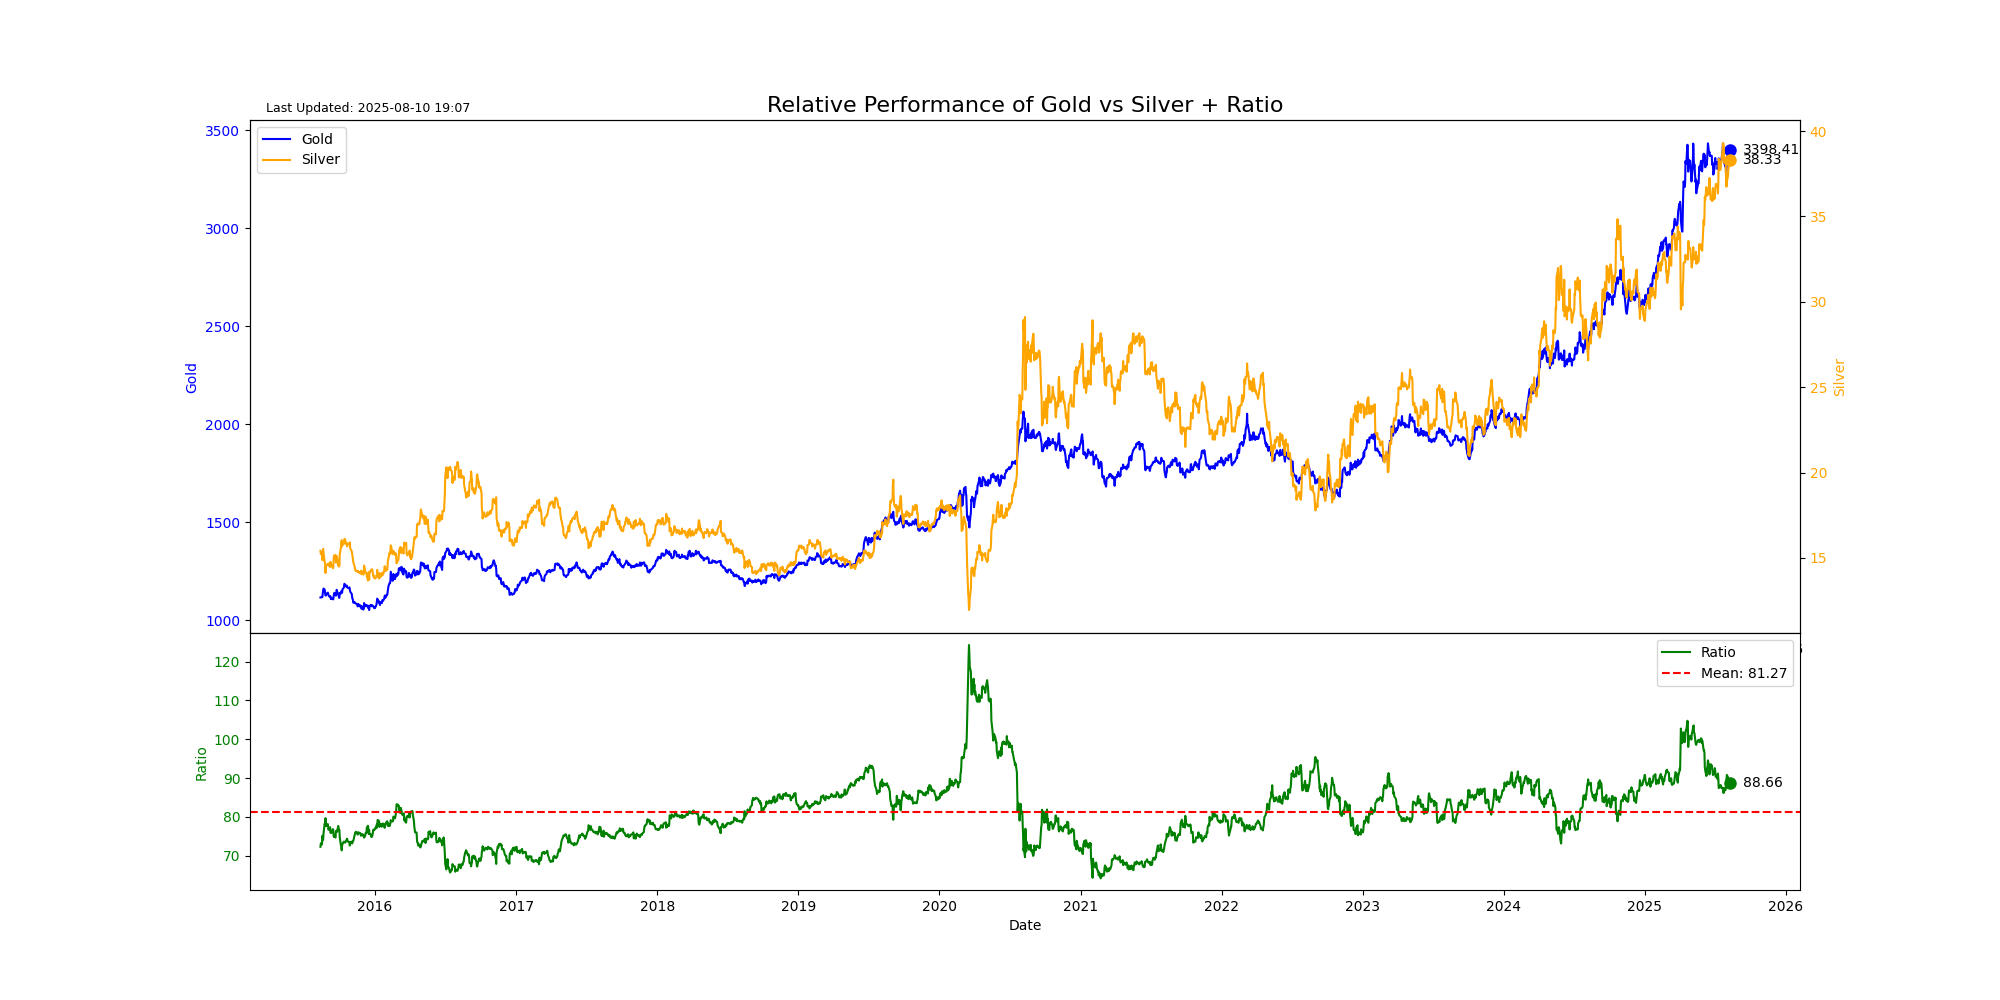 Last Updated: 2025-08-10 19:07
Relative Performance of Gold vs Silver + Ratio
Gold
Silver
3500
3000
2500
2000
1500
1000
Gold
40
35
30
25
20
15
Silver
3398.41
38.33
Ratio
Mean: 81.27
120
110
100
90
80
70
Ratio
88.66
2016 2017 2018 2019 2020 2021 2022 2023 2024 2025 2026
Date